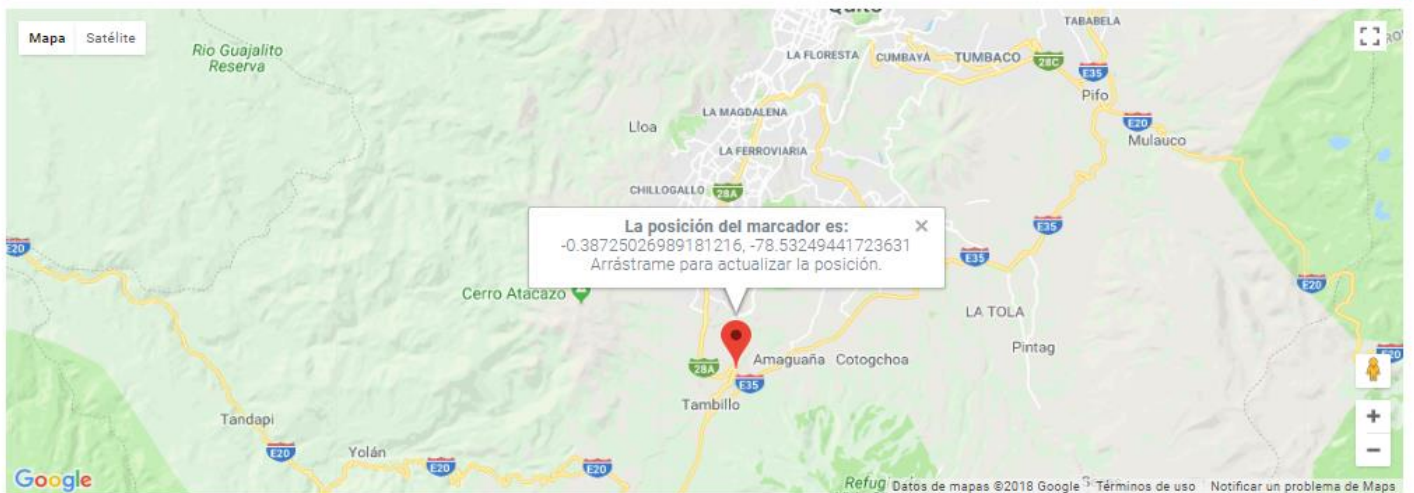 Quito
TABABELA
Mapa Satélite
Rio Guajalito
Reserva
LA FLORESTA
CUMBAYÁ
TUMBACO
28C
E35
Pifo
LA MAGDALENA
Lloa
E20
Mulauco
LA FERROVIARIA
CHILLOGALLO
28A
La posición del marcador es:
-0.38725026989181216, -78.53249441723631
Arrástrame para actualizar la posición.
E35
E20
E35
E20
Cerro Atacazo
LA TOLA
Pintag
Amaguaña Cotogchoa
28A
E35
E20
Tambillo
Tandapi
Yolán
E20
E20
E20
Google
Datos de mapas ©2018 Google Términos de uso Notificar un problema de Maps